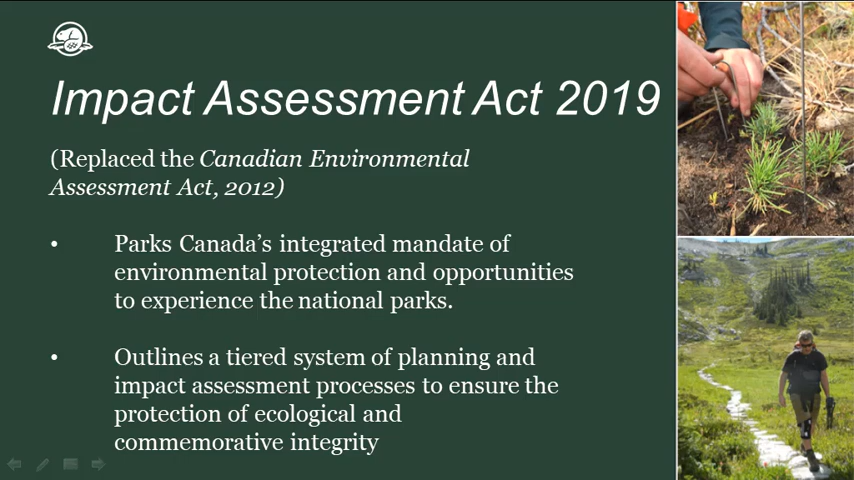 Impact Assessment Act 2019
(Replaced the Canadian Environmental
Assessment Act, 2012)
• Parks Canada’s integrated mandate of
environmental protection and opportunities
to experience the national parks.
• Outlines a tiered system of planning and
impact assessment processes to ensure the
protection of ecological and
commemorative integrity